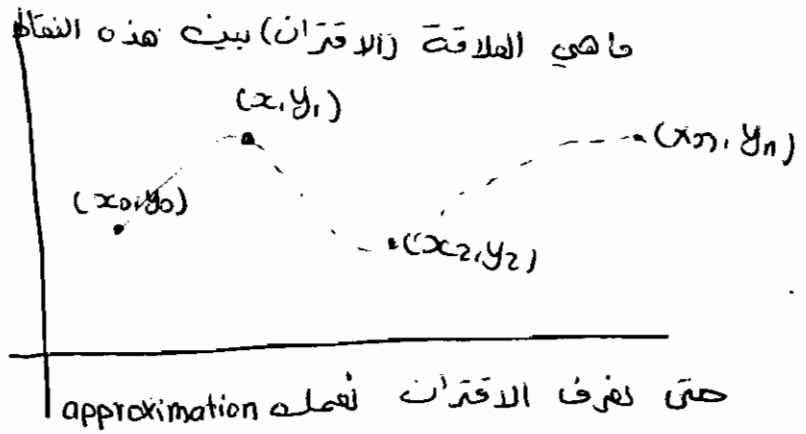 ما هي العلاقة (الاقتران) بين هذه النقاط
(x, y₁)
(xₙ, yₙ)
(x₀, y₀)
(x₂, y₂)
حتى نعرف الاقتران نعمله approximation